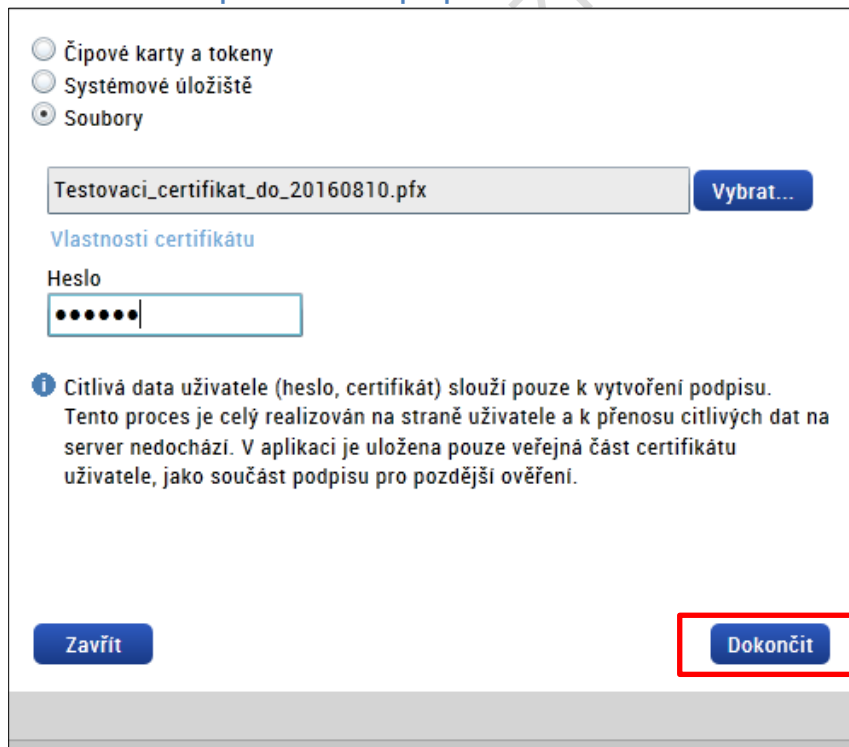 Čipové karty a tokeny
Systémové úložiště
Soubory
Testovaci_certifikat_do_20160810.pfx
Vybrat...
Vlastnosti certifikátu
Heslo
••••••
Citlivá data uživatele (heslo, certifikát) slouží pouze k vytvoření podpisu.
Tento proces je celý realizován na straně uživatele a k přenosu citlivých dat na
server nedochází. V aplikaci je uložena pouze veřejná část certifikátu
uživatele, jako součást podpisu pro pozdější ověření.
Zavřít
Dokončit